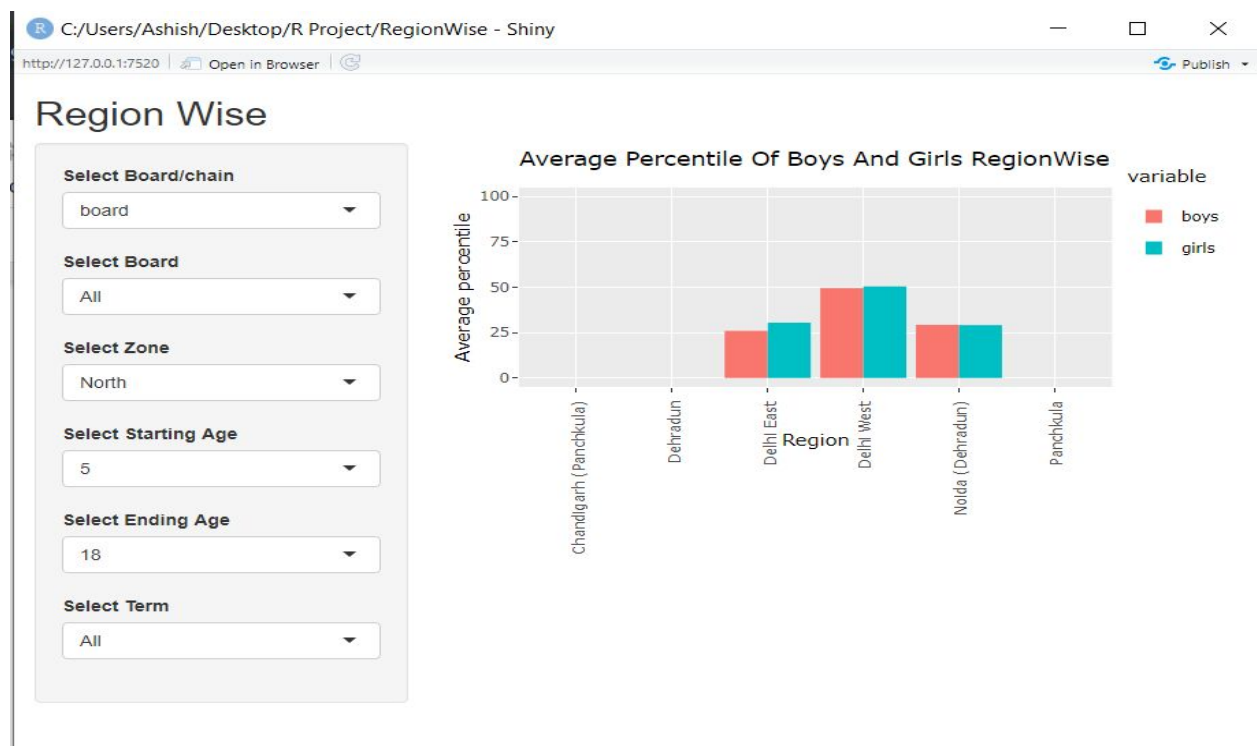 C:/Users/Ashish/Desktop/R Project/RegionWise - Shiny
http://127.0.0.1:7520 Open in Browser Publish
Region Wise
Select Board/chain
board
Select Board
All
Select Zone
North
Select Starting Age
5
Select Ending Age
18
Select Term
All
Average Percentile Of Boys And Girls RegionWise
variable
boys
girls
Average percentile
100
75
50
25
0
Chandigarh (Panchkula)
Dehradun
Delhi East
Delhi West
Noida (Dehradun)
Panchkula
Region